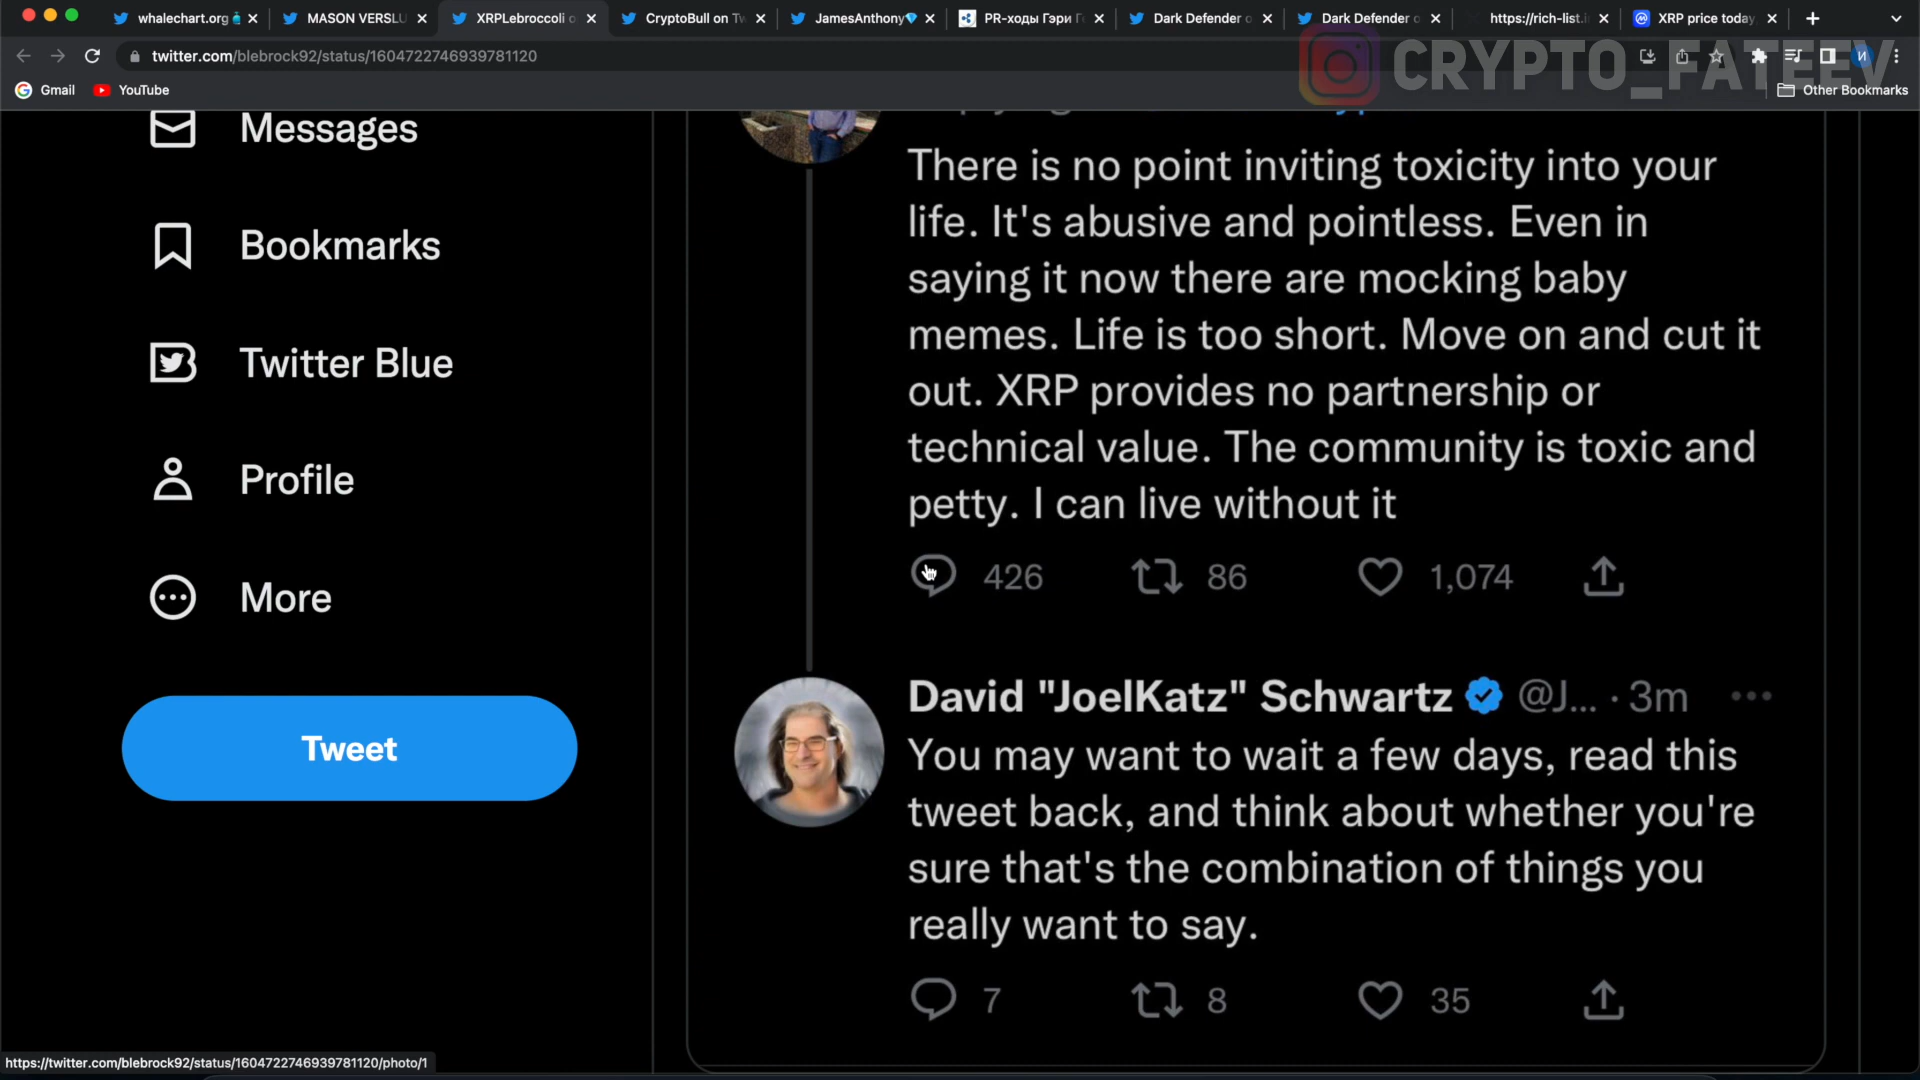 whalechart.org
MASON VERSLU
XRPLebroccoli o
CryptoBull on Tw
JamesAnthony
PR-ходы Гэри Г
Dark Defender o
Dark Defender o
https://rich-list.i
XRP price today,
twitter.com/blebrock92/status/1604722746939781120
CRYPTO_FATEEV
И
Gmail
YouTube
Other Bookmarks
Messages
Bookmarks
Twitter Blue
Profile
More
Tweet
There is no point inviting toxicity into your
life. It's abusive and pointless. Even in
saying it now there are mocking baby
memes. Life is too short. Move on and cut it
out. XRP provides no partnership or
technical value. The community is toxic and
petty. I can live without it
426 86 1,074
David "JoelKatz" Schwartz @J... · 3m
You may want to wait a few days, read this
tweet back, and think about whether you're
sure that's the combination of things you
really want to say.
7 8 35
https://twitter.com/blebrock92/status/1604722746939781120/photo/1